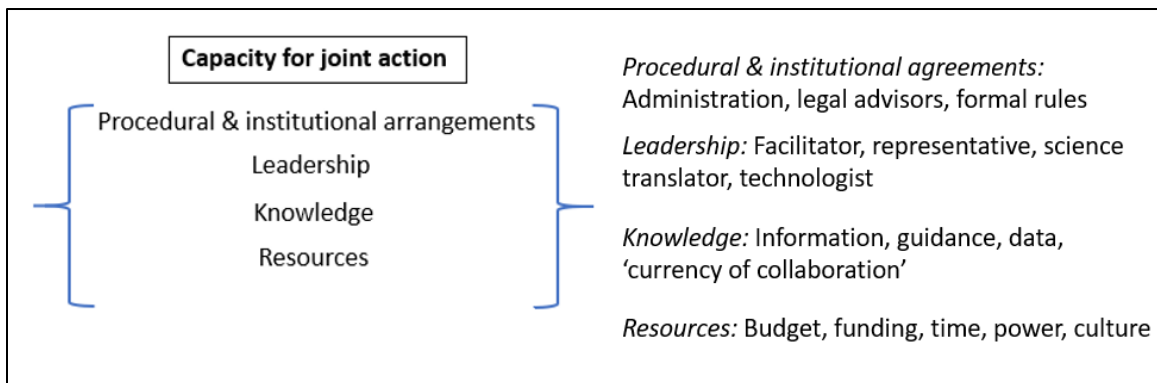 Capacity for joint action
Procedural & institutional arrangements
Leadership
Knowledge
Resources
Procedural & institutional agreements:
Administration, legal advisors, formal rules
Leadership: Facilitator, representative, science
translator, technologist
Knowledge: Information, guidance, data,
‘currency of collaboration’
Resources: Budget, funding, time, power, culture